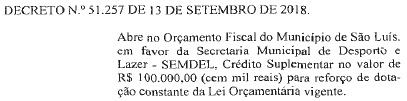 DECRETO N.º 51.257 DE 13 DE SETEMBRO DE 2018.
Abre no Orçamento Fiscal do Município de São Luís,
em favor da Secretaria Municipal de Desporto e
Lazer - SEMDEL, Crédito Suplementar no valor de
R$ 100.000,00 (cem mil reais) para reforço de dota-
ção constante da Lei Orçamentária vigente.